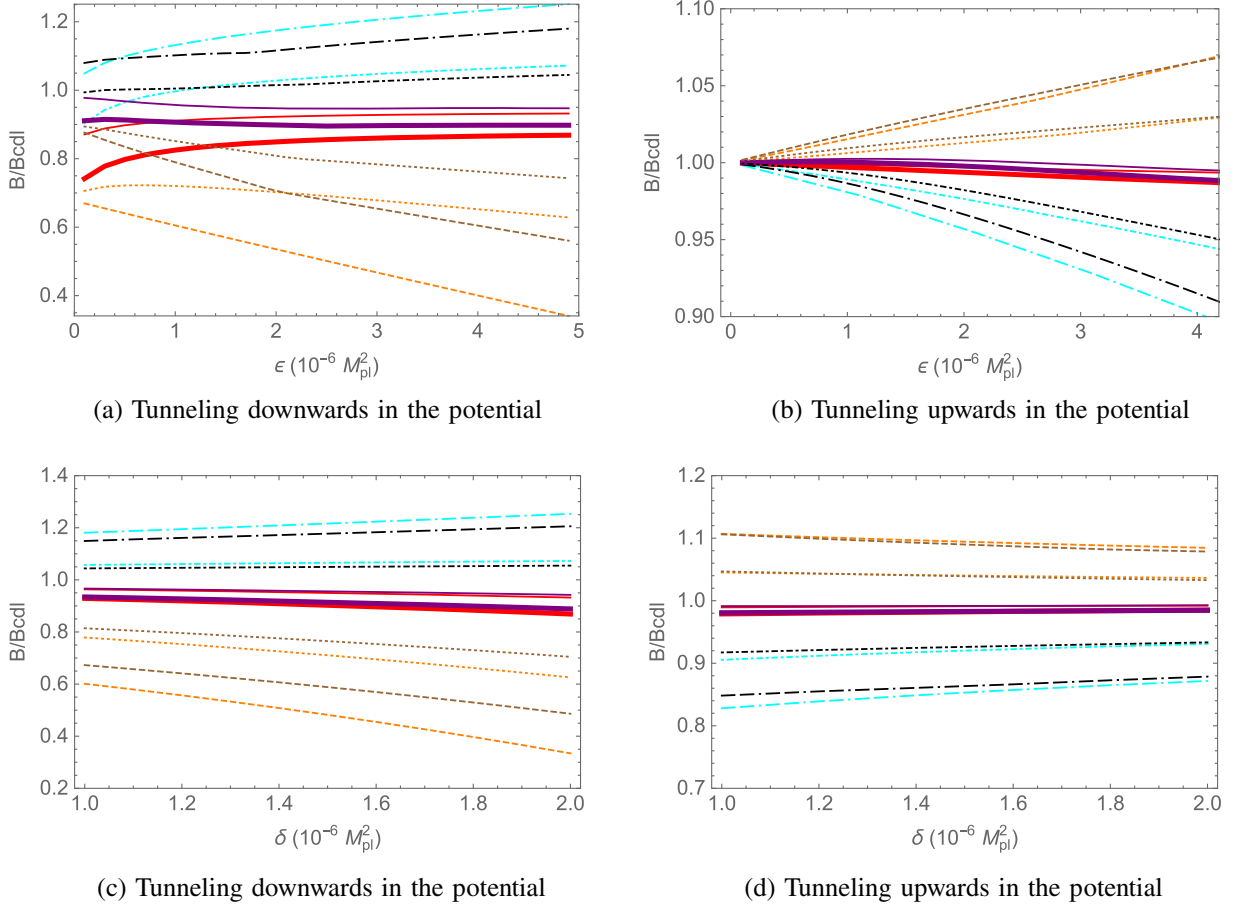 1.2
1.0
0.8
0.6
0.4
B/Bcdl
0 1 2 3 4 5
ϵ (10⁻⁶ M²pl)
(a) Tunneling downwards in the potential
1.10
1.05
1.00
0.95
0.90
B/Bcdl
0 1 2 3 4
ϵ (10⁻⁶ M²pl)
(b) Tunneling upwards in the potential
1.4
1.2
1.0
0.8
0.6
0.4
0.2
B/Bcdl
1.0 1.2 1.4 1.6 1.8 2.0
δ (10⁻⁶ M²pl)
(c) Tunneling downwards in the potential
1.2
1.1
1.0
0.9
0.8
0.7
B/Bcdl
1.0 1.2 1.4 1.6 1.8 2.0
δ (10⁻⁶ M²pl)
(d) Tunneling upwards in the potential